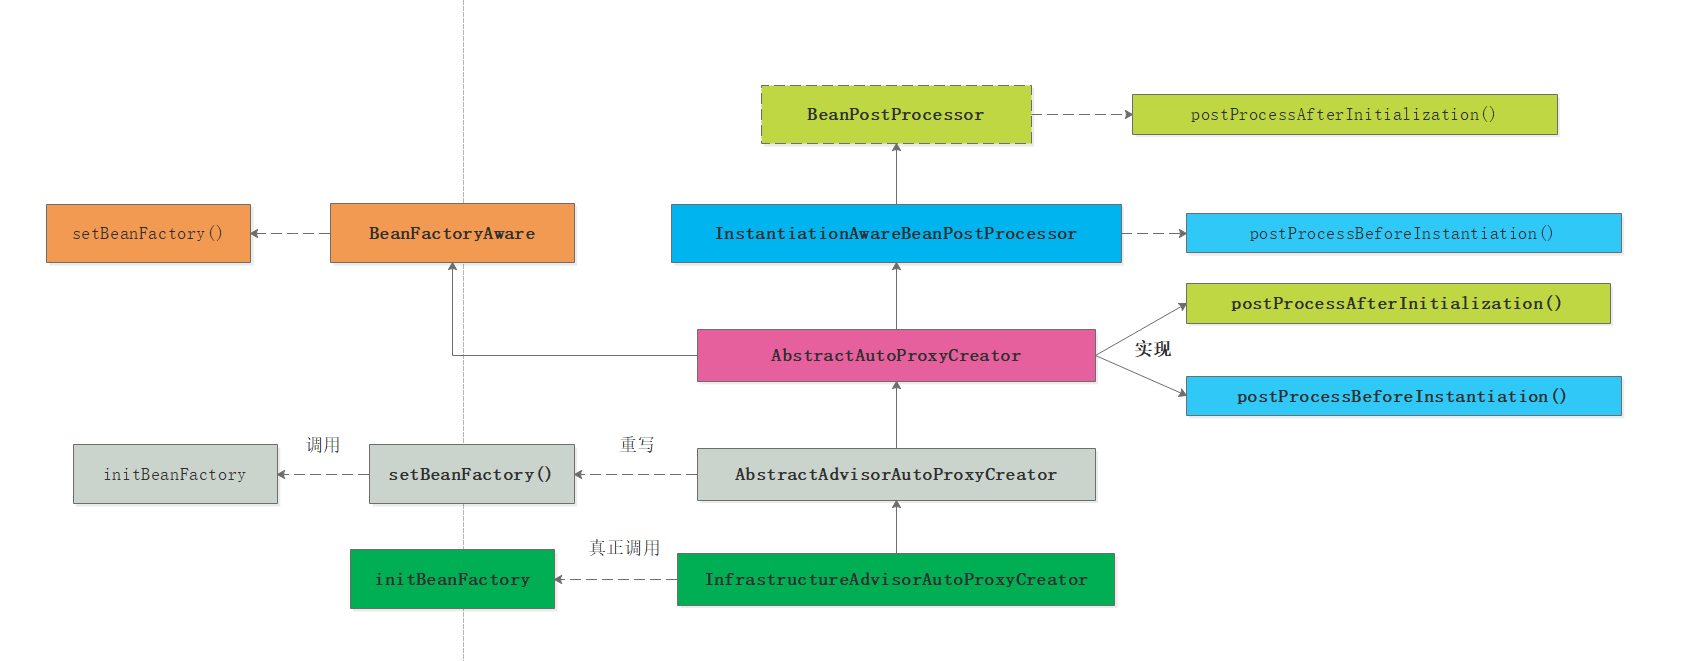 BeanPostProcessor
postProcessAfterInitialization()
setBeanFactory()
BeanFactoryAware
InstantiationAwareBeanPostProcessor
postProcessBeforeInstantiation()
postProcessAfterInitialization()
AbstractAutoProxyCreator
实现
postProcessBeforeInstantiation()
调用
重写
initBeanFactory
setBeanFactory()
AbstractAdvisorAutoProxyCreator
真正调用
initBeanFactory
InfrastructureAdvisorAutoProxyCreator